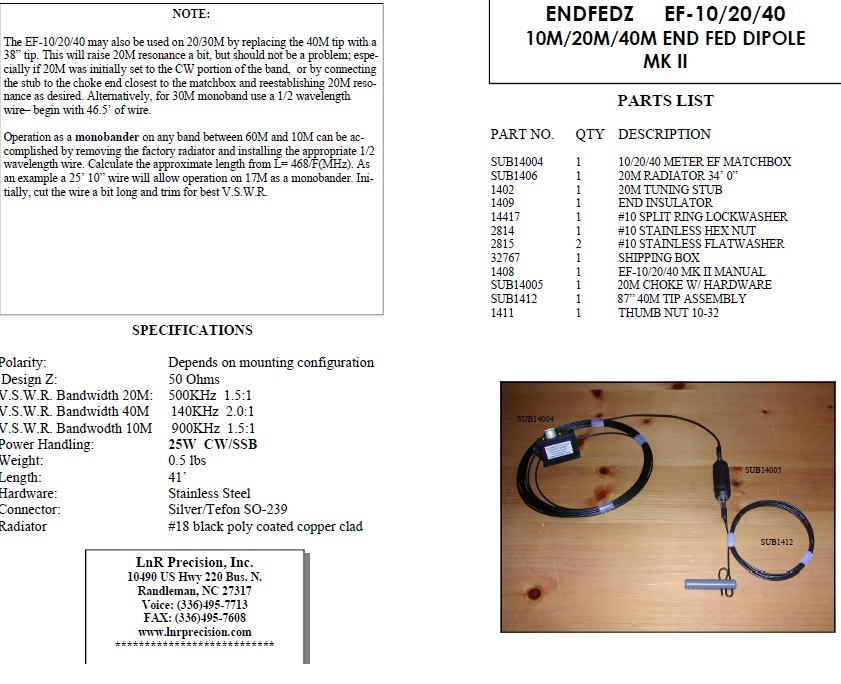 NOTE:
The EF-10/20/40 may also be used on 20/30M by replacing the 40M tip with a
38” tip. This will raise 20M resonance a bit, but should not be a problem; espe-
cially if 20M was initially set to the CW portion of the band, or by connecting
the stub to the choke end closest to the matchbox and reestablishing 20M reso-
nance as desired. Alternatively, for 30M monoband use a 1/2 wavelength
wire– begin with 46.5’ of wire.
Operation as a monobander on any band between 60M and 10M can be ac-
complished by removing the factory radiator and installing the appropriate 1/2
wavelength wire. Calculate the approximate length from L= 468/F(MHz). As
an example a 25’ 10” wire will allow operation on 17M as a monobander. Ini-
tially, cut the wire a bit long and trim for best V.S.W.R.
SPECIFICATIONS
Polarity: Depends on mounting configuration
Design Z: 50 Ohms
V.S.W.R. Bandwidth 20M: 500KHz 1.5:1
V.S.W.R. Bandwidth 40M 140KHz 2.0:1
V.S.W.R. Bandwodth 10M 900KHz 1.5:1
Power Handling: 25W CW/SSB
Weight: 0.5 lbs
Length: 41’
Hardware: Stainless Steel
Connector: Silver/Tefon SO-239
Radiator #18 black poly coated copper clad
LnR Precision, Inc.
10490 US Hwy 220 Bus. N.
Randleman, NC 27317
Voice: (336)495-7713
FAX: (336)495-7608
www.lnrprecision.com
***************************
ENDFEDZ EF-10/20/40
10M/20M/40M END FED DIPOLE
MK II
PARTS LIST
PART NO. QTY DESCRIPTION
SUB14004 1 10/20/40 METER EF MATCHBOX
SUB1406 1 20M RADIATOR 34’ 0”
1402 1 20M TUNING STUB
1409 1 END INSULATOR
14417 1 #10 SPLIT RING LOCKWASHER
2814 1 #10 STAINLESS HEX NUT
2815 2 #10 STAINLESS FLATWASHER
32767 1 SHIPPING BOX
1408 1 EF-10/20/40 MK II MANUAL
SUB14005 1 20M CHOKE W/ HARDWARE
SUB1412 1 87” 40M TIP ASSEMBLY
1411 1 THUMB NUT 10-32
SUB14004
SUB14005
SUB1412